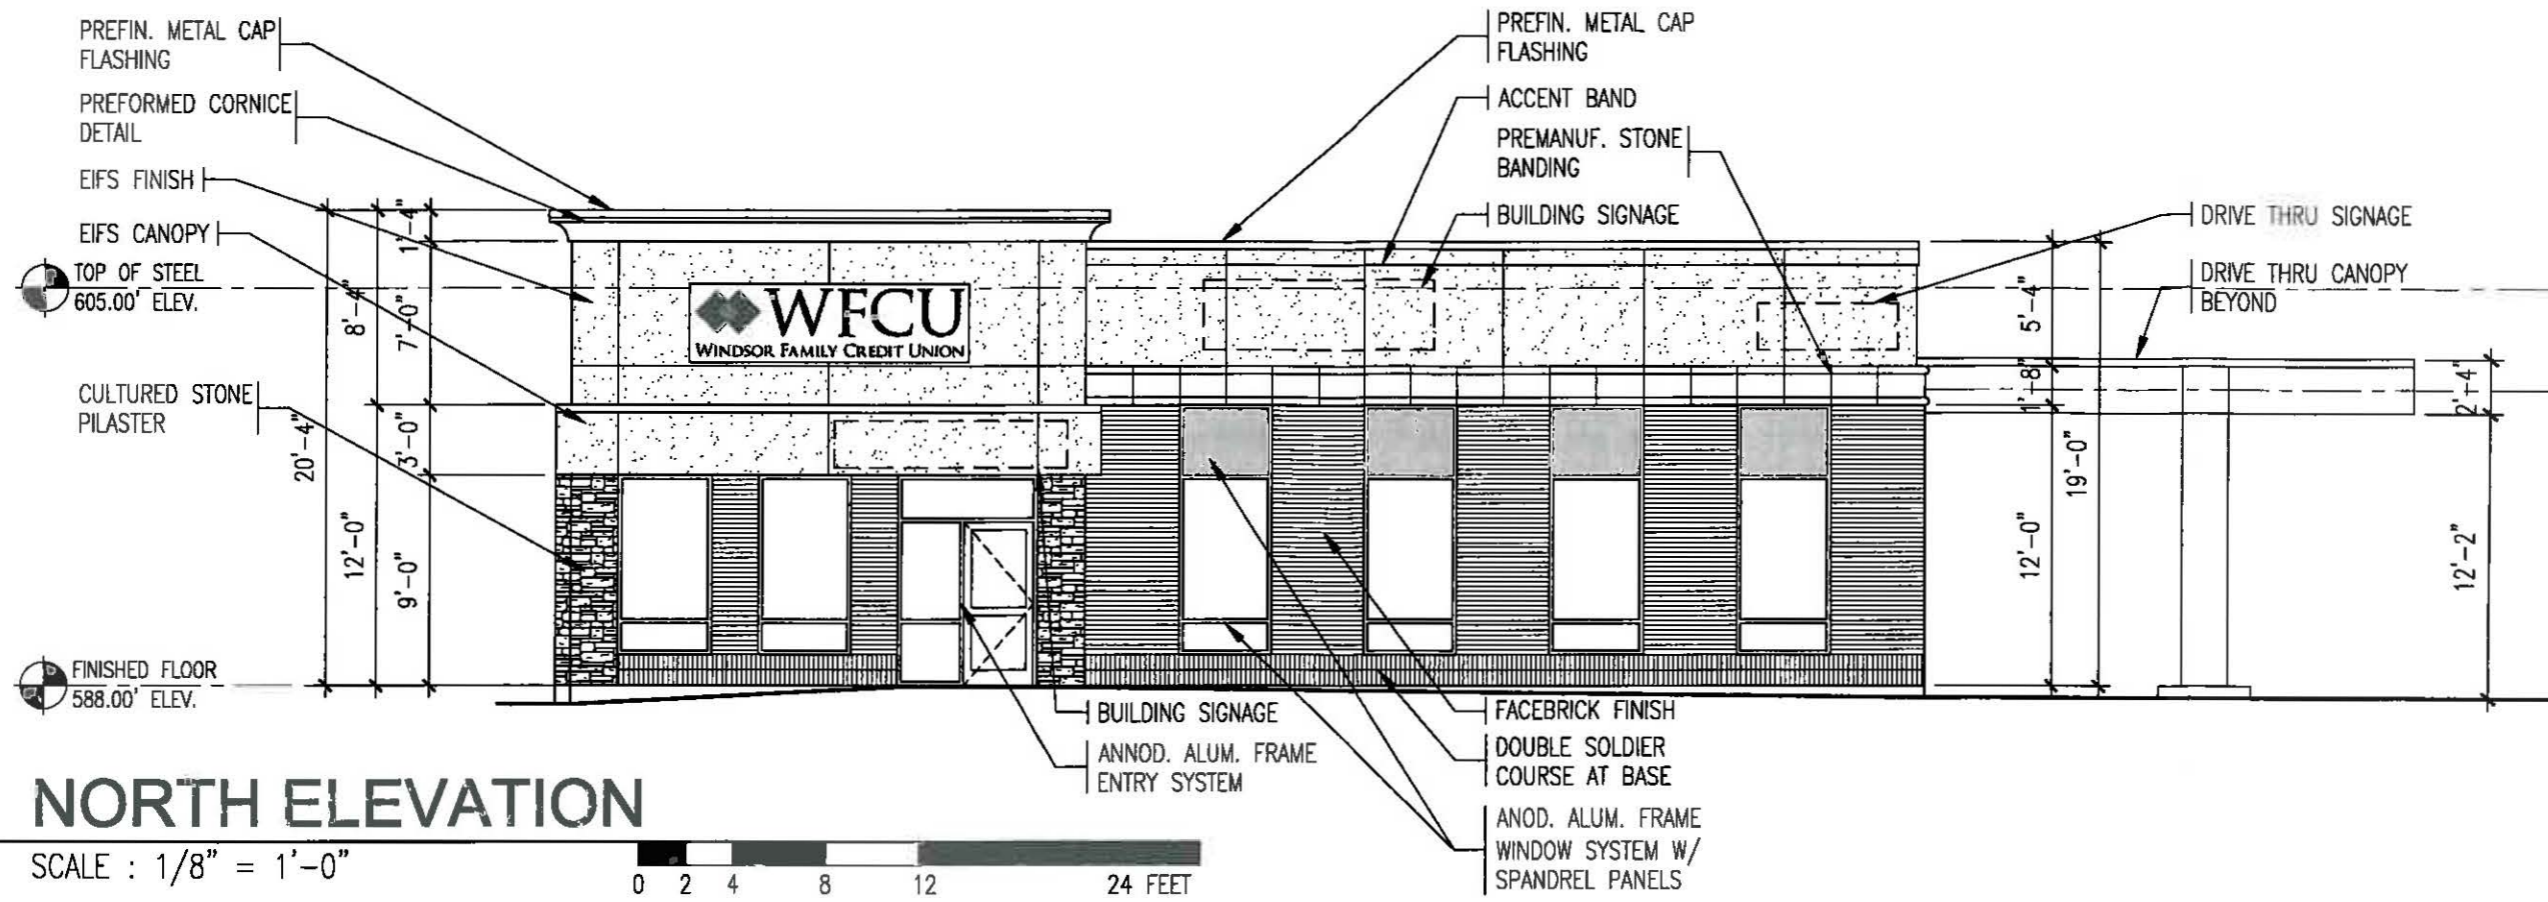 PREFIN. METAL CAP
FLASHING
PREFORMED CORNICE
DETAIL
EIFS FINISH
EIFS CANOPY
TOP OF STEEL
605.00' ELEV.
CULTURED STONE
PILASTER
FINISHED FLOOR
588.00' ELEV.
20'-4"
8'-4"
12'-0"
1'-4"
7'-0"
3'-0"
9'-0"
WFCU
WINDSOR FAMILY CREDIT UNION
PREFIN. METAL CAP
FLASHING
ACCENT BAND
PREMANUF. STONE
BANDING
BUILDING SIGNAGE
DRIVE THRU SIGNAGE
DRIVE THRU CANOPY
BEYOND
5'-4"
1'-8"
12'-0"
19'-0"
2'-4"
12'-2"
BUILDING SIGNAGE
ANNOD. ALUM. FRAME
ENTRY SYSTEM
FACEBRICK FINISH
DOUBLE SOLDIER
COURSE AT BASE
ANOD. ALUM. FRAME
WINDOW SYSTEM W/
SPANDREL PANELS
NORTH ELEVATION
SCALE : 1/8" = 1'-0"
0 2 4 8 12 24 FEET